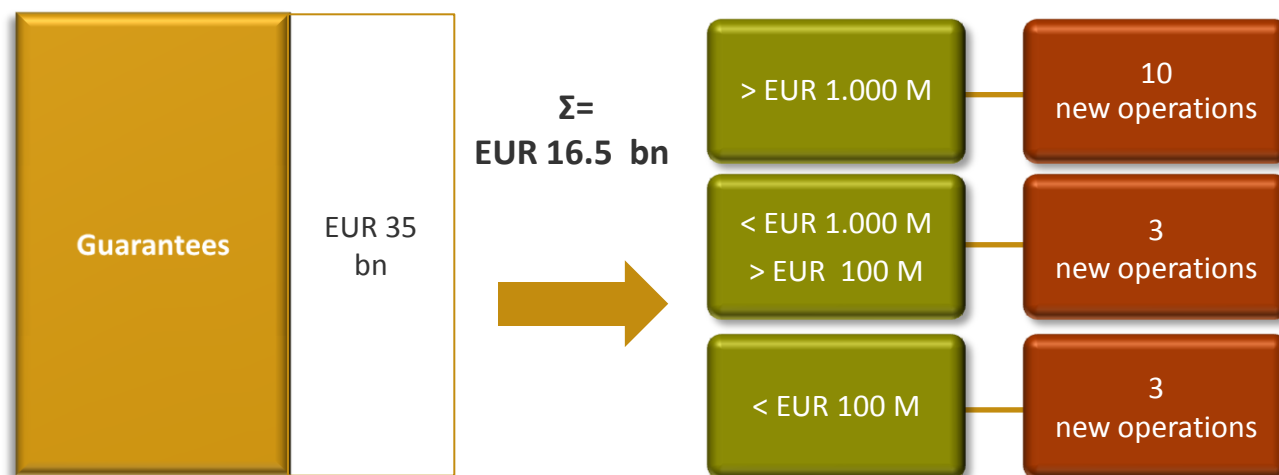 Guarantees
EUR 35
bn
Σ=
EUR 16.5 bn
> EUR 1.000 M
10
new operations
< EUR 1.000 M
> EUR 100 M
3
new operations
< EUR 100 M
3
new operations